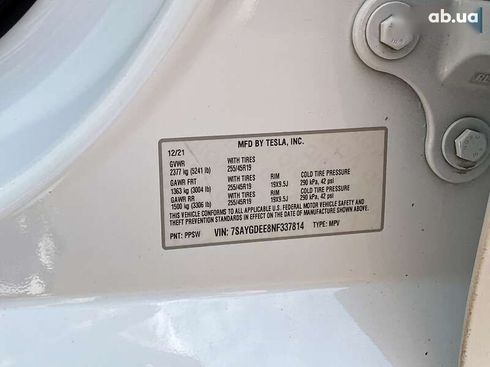 ab.ua
MFD BY TESLA, INC.
12/21
GVWR WITH TIRES
2377 kg (5241 lb) 255/45R19
GAWR FRT WITH TIRES RIM COLD TIRE PRESSURE
1363 kg (3004 lb) 255/45R19 19X9.5J 290 kPa, 42 psi
GAWR RR WITH TIRES RIM COLD TIRE PRESSURE
1500 kg (3306 lb) 255/45R19 19X9.5J 290 kPa, 42 psi
THIS VEHICLE CONFORMS TO ALL APPLICABLE U.S. FEDERAL MOTOR VEHICLE SAFETY
AND THEFT PREVENTION STANDARDS IN EFFECT ON THE DATE OF MANUFACTURE SHOWN ABOVE.
PNT: PPSW VIN: 7SAYGDEE8NF337814 TYPE: MPV